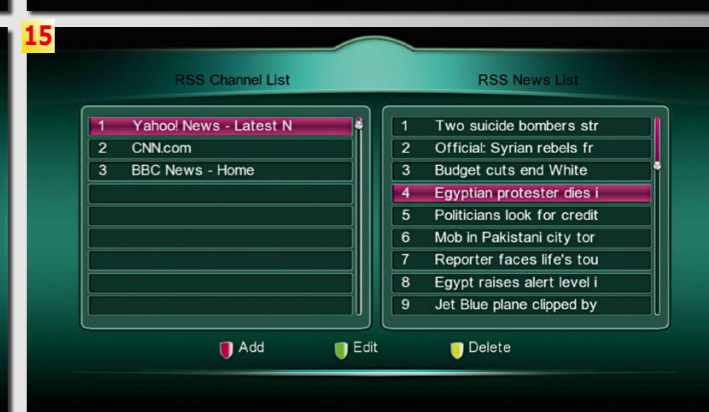 15
RSS Channel List
RSS News List
1 Yahoo! News - Latest N
2 CNN.com
3 BBC News - Home
1 Two suicide bombers str
2 Official: Syrian rebels fr
3 Budget cuts end White
4 Egyptian protester dies i
5 Politicians look for credit
6 Mob in Pakistani city tor
7 Reporter faces life's tou
8 Egypt raises alert level i
9 Jet Blue plane clipped by
Add
Edit
Delete